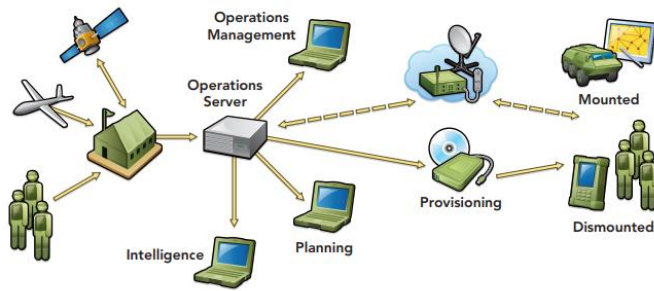 Operations
Management
Operations
Server
Mounted
Provisioning
Dismounted
Planning
Intelligence